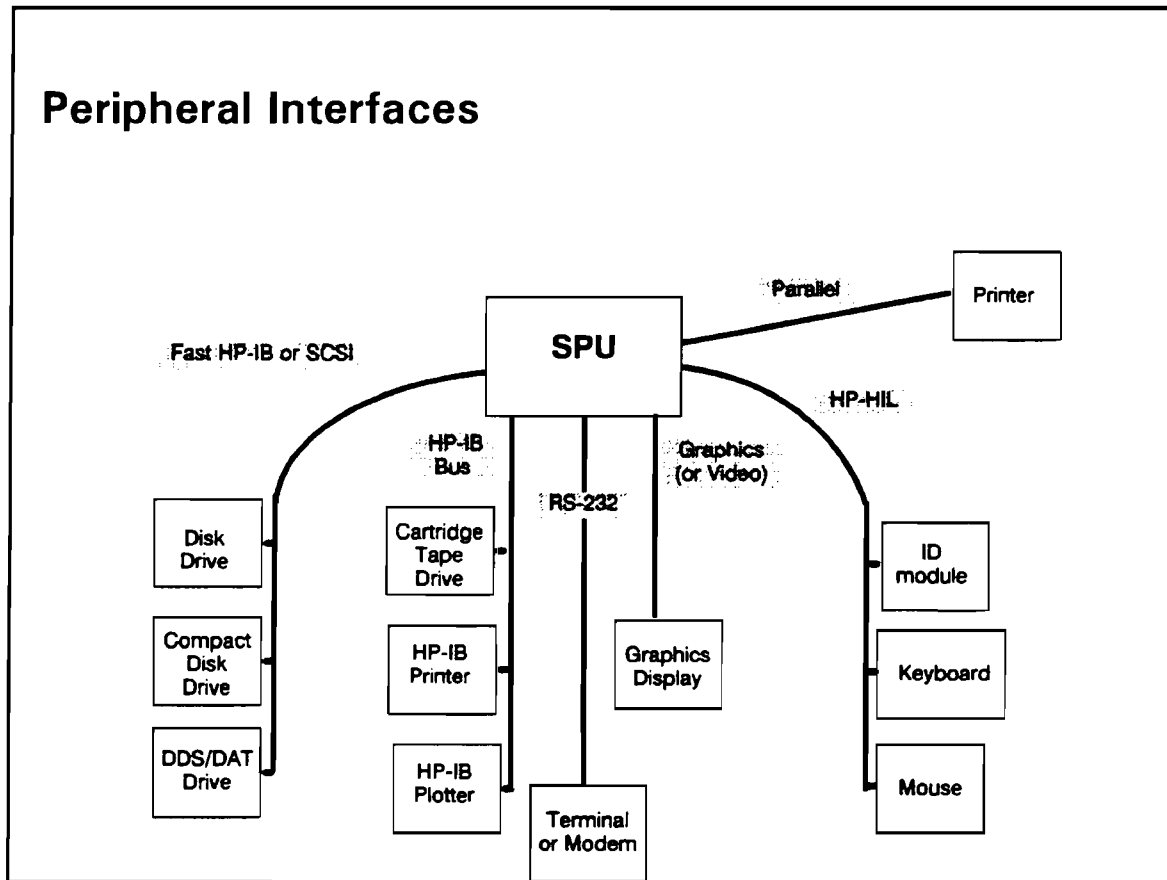 Peripheral Interfaces
Parallel
Printer
SPU
Fast HP-IB or SCSI
HP-HIL
HP-IB
Bus
Graphics
(or Video)
RS-232
Disk
Drive
Cartridge
Tape
Drive
ID
module
Compact
Disk
Drive
HP-IB
Printer
Graphics
Display
Keyboard
DDS/DAT
Drive
HP-IB
Plotter
Terminal
or Modem
Mouse